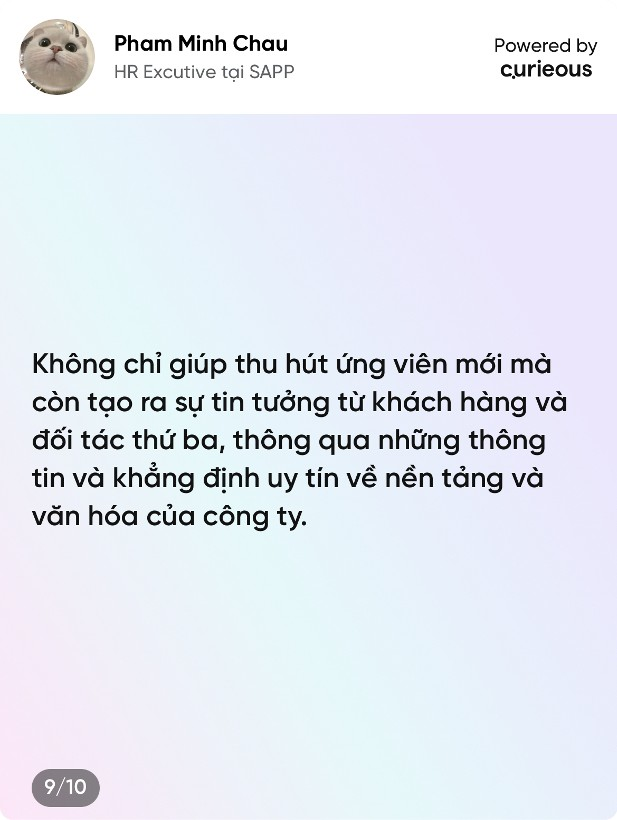 Pham Minh Chau
HR Excutive tại SAPP
Powered by
curieous
Không chỉ giúp thu hút ứng viên mới mà
còn tạo ra sự tin tưởng từ khách hàng và
đối tác thứ ba, thông qua những thông
tin và khẳng định uy tín về nền tảng và
văn hóa của công ty.
9/10